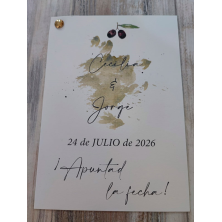 Cecilia
&
Jorge
24 de JULIO de 2026
¡Apuntad
la fecha!